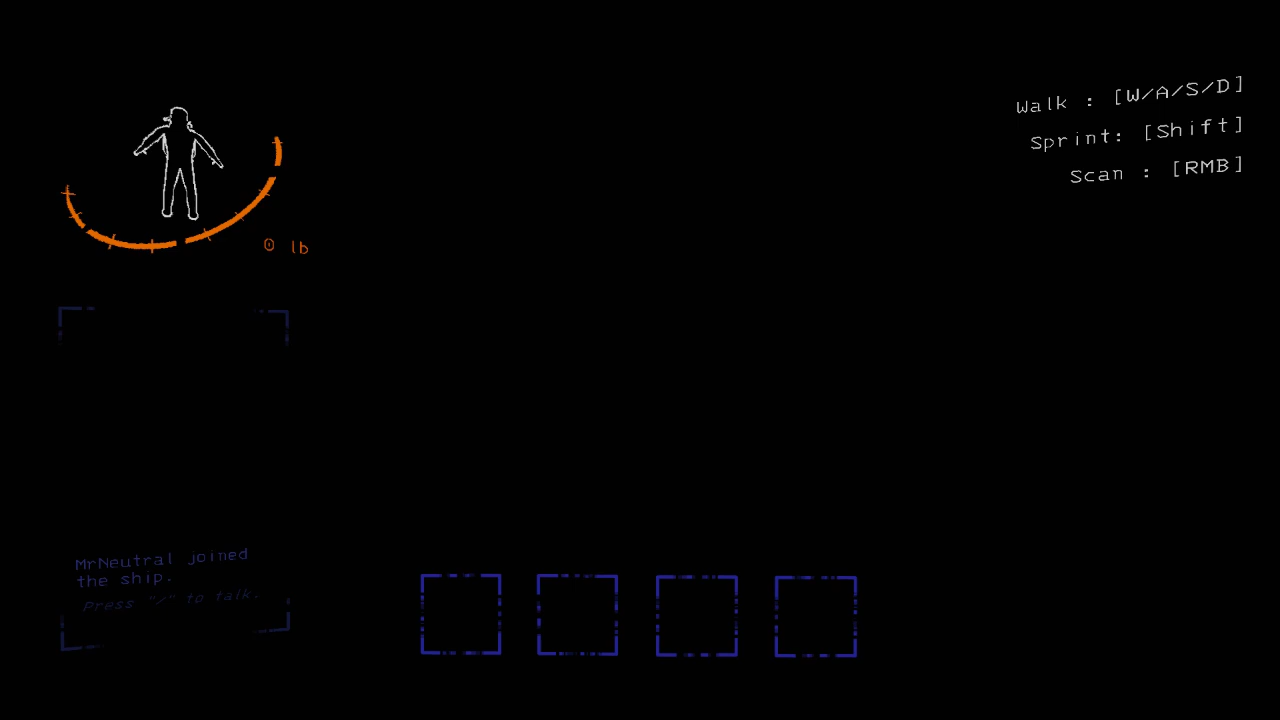 Walk : [W/A/S/D]
Sprint: [Shift]
Scan : [RMB]
0 lb
MrNeutral joined
the ship.
Press "/" to talk.